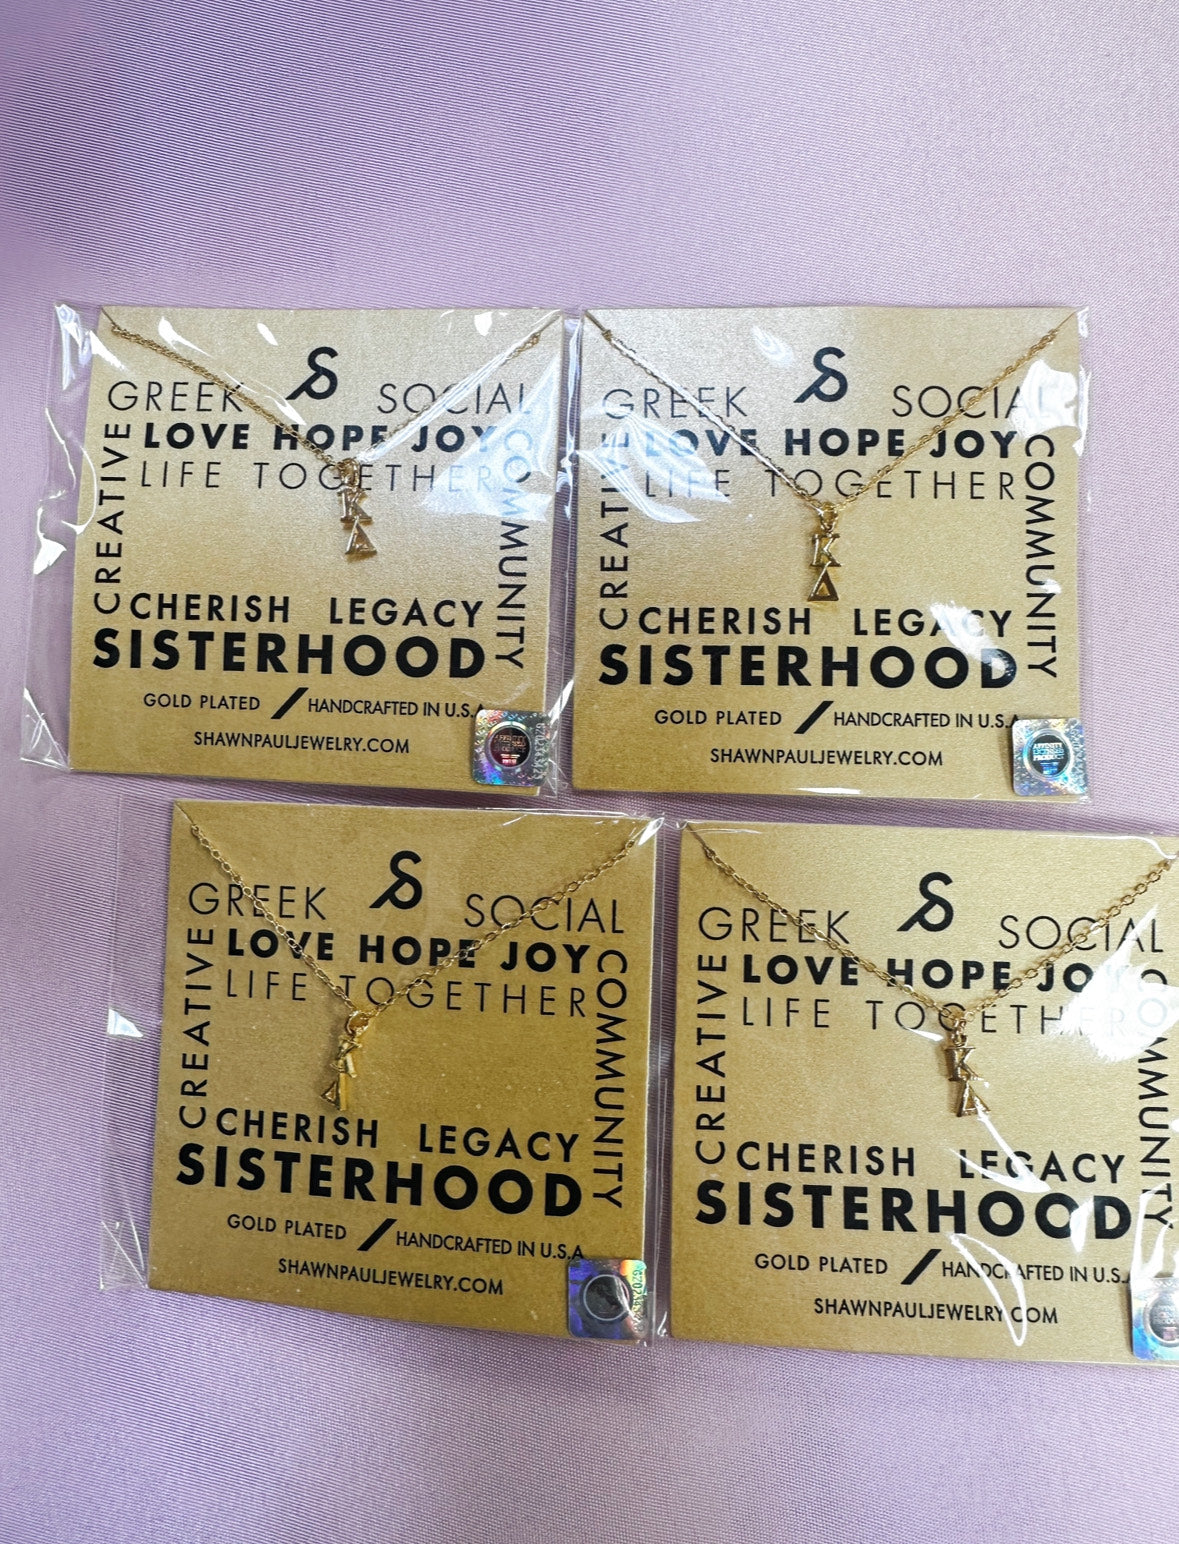 GREEK S SOCIAL
LOVE HOPE JOY
LIFE TOGETHER
CREATIVE
COMMUNITY
K
Δ
CHERISH LEGACY
SISTERHOOD
GOLD PLATED / HANDCRAFTED IN U.S.A
SHAWNPAULJEWELRY.COM
GREEK S SOCIAL
LOVE HOPE JOY
LIFE TOGETHER
CREATIVE
COMMUNITY
K
Δ
CHERISH LEGACY
SISTERHOOD
GOLD PLATED / HANDCRAFTED IN U.S.A
SHAWNPAULJEWELRY.COM
GREEK S SOCIAL
LOVE HOPE JOY
LIFE TOGETHER
CREATIVE
COMMUNITY
K
Δ
CHERISH LEGACY
SISTERHOOD
GOLD PLATED / HANDCRAFTED IN U.S.A
SHAWNPAULJEWELRY.COM
GREEK S SOCIAL
LOVE HOPE JOY
LIFE TOGETHER
CREATIVE
COMMUNITY
K
Δ
CHERISH LEGACY
SISTERHOOD
GOLD PLATED / HANDCRAFTED IN U.S.A
SHAWNPAULJEWELRY.COM